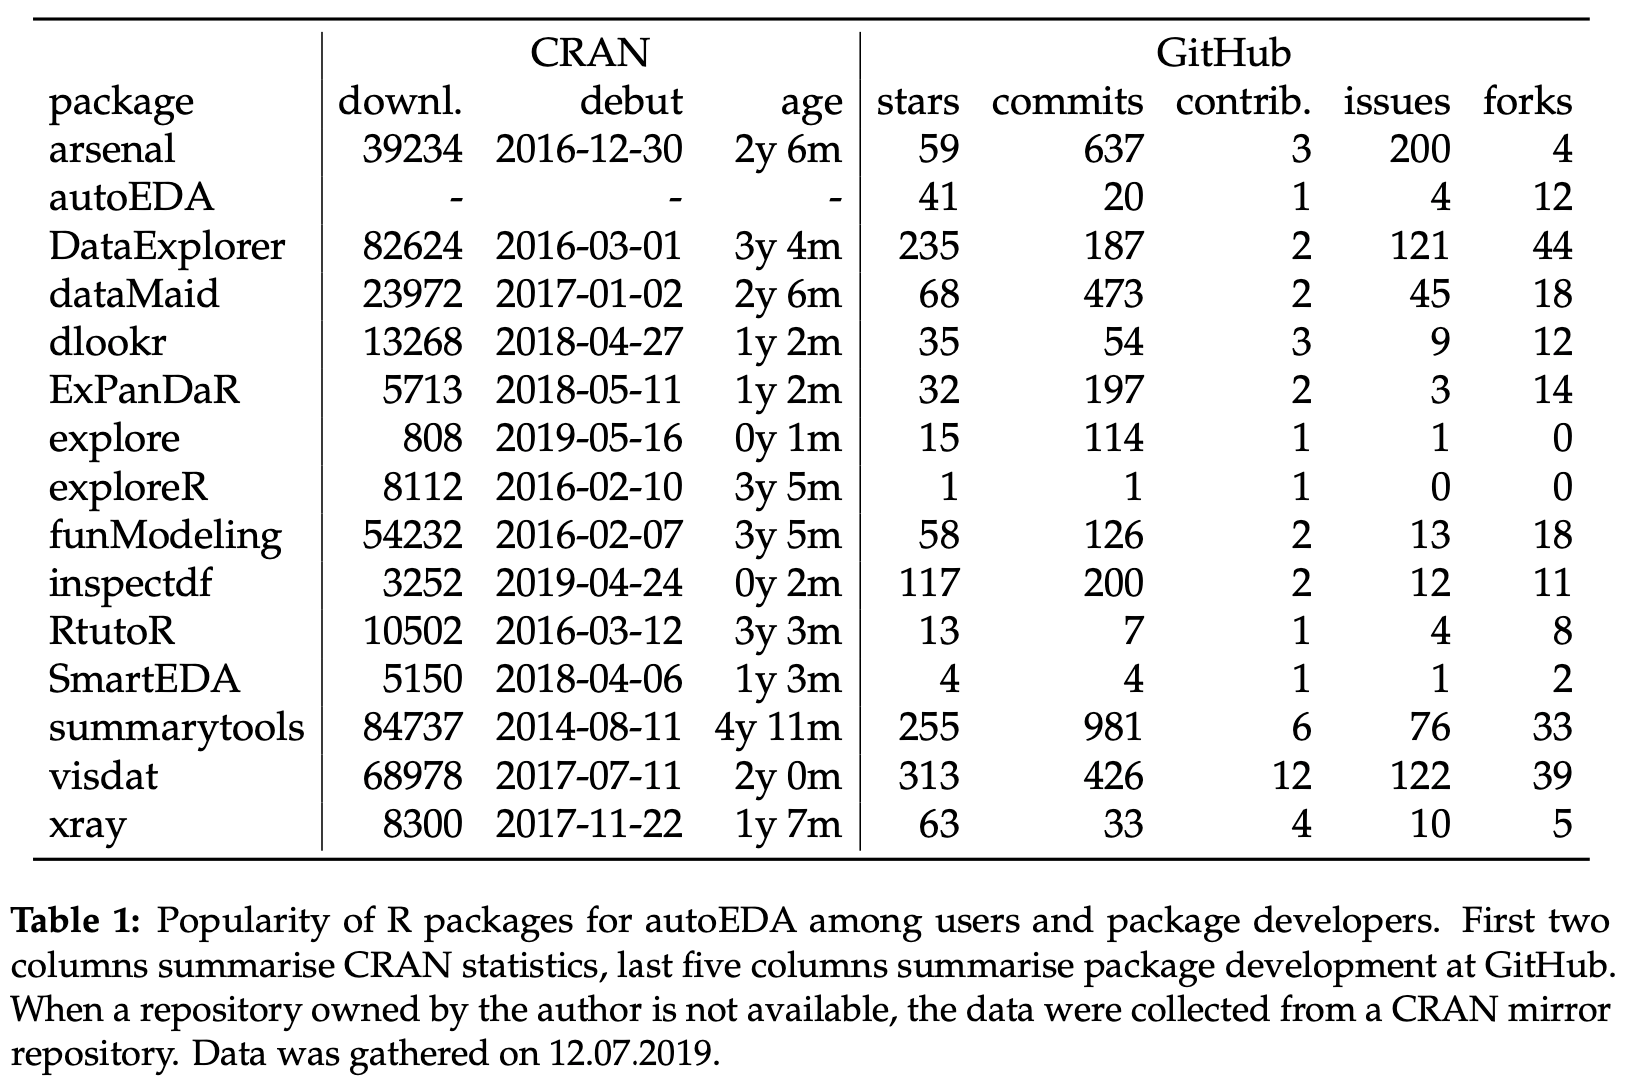 CRAN GitHub
package downl. debut age stars commits contrib. issues forks
arsenal 39234 2016-12-30 2y 6m 59 637 3 200 4
autoEDA - - - 41 20 1 4 12
DataExplorer 82624 2016-03-01 3y 4m 235 187 2 121 44
dataMaid 23972 2017-01-02 2y 6m 68 473 2 45 18
dlookr 13268 2018-04-27 1y 2m 35 54 3 9 12
ExPanDaR 5713 2018-05-11 1y 2m 32 197 2 3 14
explore 808 2019-05-16 0y 1m 15 114 1 1 0
exploreR 8112 2016-02-10 3y 5m 1 1 1 0 0
funModeling 54232 2016-02-07 3y 5m 58 126 2 13 18
inspectdf 3252 2019-04-24 0y 2m 117 200 2 12 11
RtutoR 10502 2016-03-12 3y 3m 13 7 1 4 8
SmartEDA 5150 2018-04-06 1y 3m 4 4 1 1 2
summarytools 84737 2014-08-11 4y 11m 255 981 6 76 33
visdat 68978 2017-07-11 2y 0m 313 426 12 122 39
xray 8300 2017-11-22 1y 7m 63 33 4 10 5
Table 1: Popularity of R packages for autoEDA among users and package developers. First two
columns summarise CRAN statistics, last five columns summarise package development at GitHub.
When a repository owned by the author is not available, the data were collected from a CRAN mirror
repository. Data was gathered on 12.07.2019.